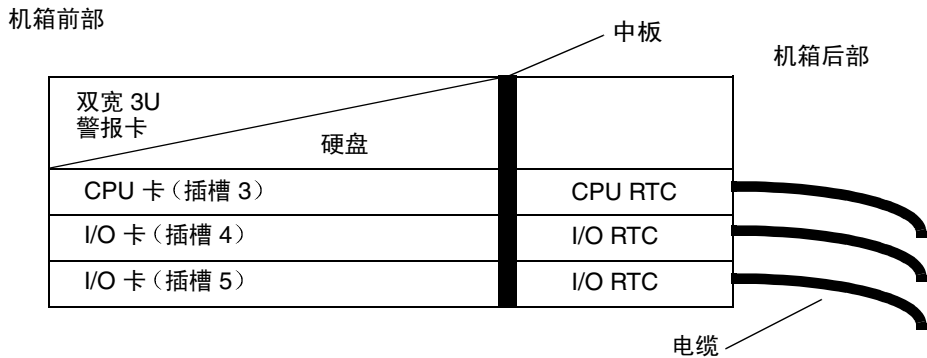 机箱前部
中板
机箱后部
双宽 3U
警报卡
硬盘
CPU 卡（插槽 3）
CPU RTC
I/O 卡（插槽 4）
I/O RTC
I/O 卡（插槽 5）
I/O RTC
电缆